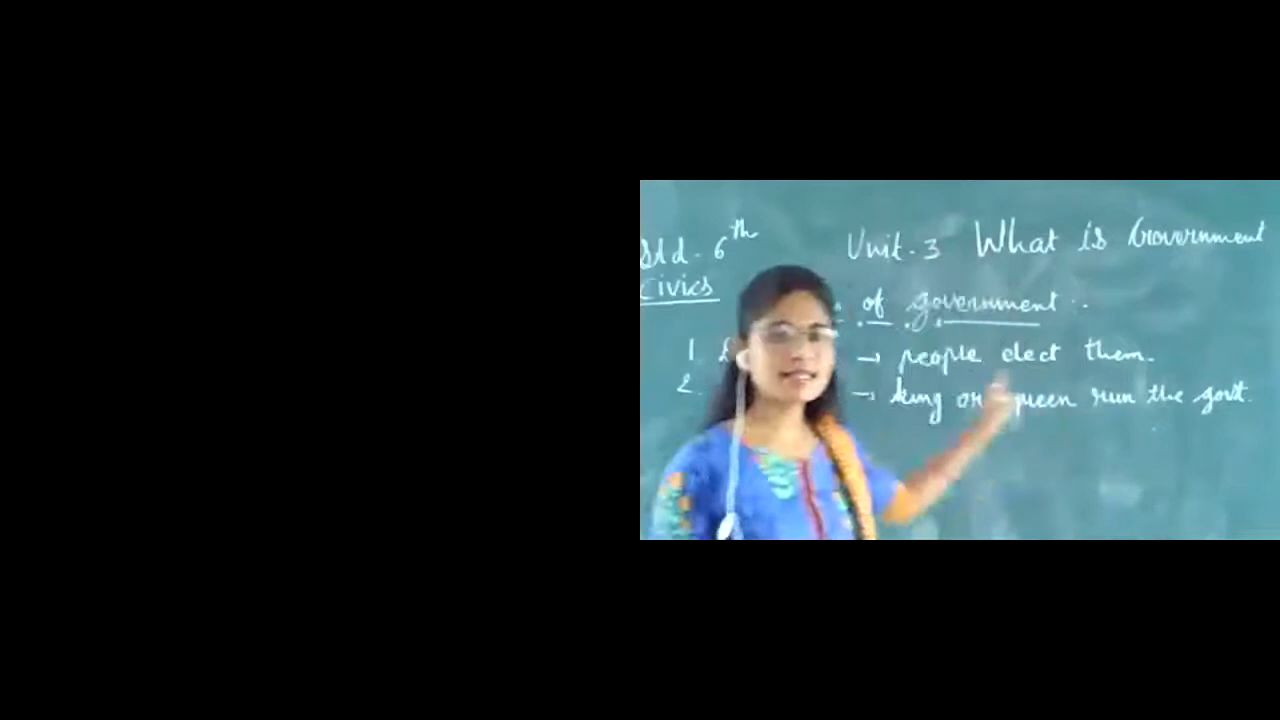 Std - 6th Unit - 3 What is Government
Civics
of government :-
1. → people elect them.
2. → king or queen run the govt.